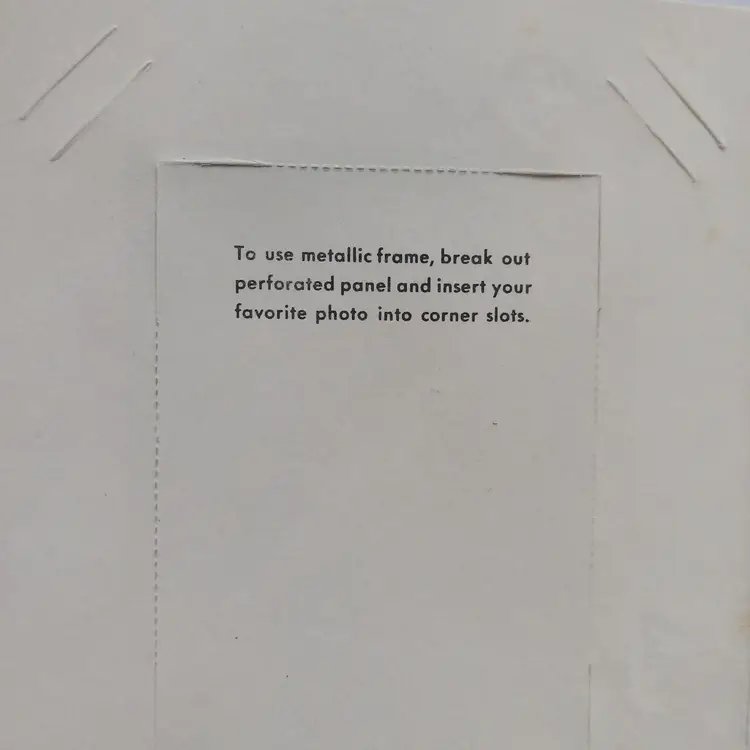 To use metallic frame, break out
perforated panel and insert your
favorite photo into corner slots.